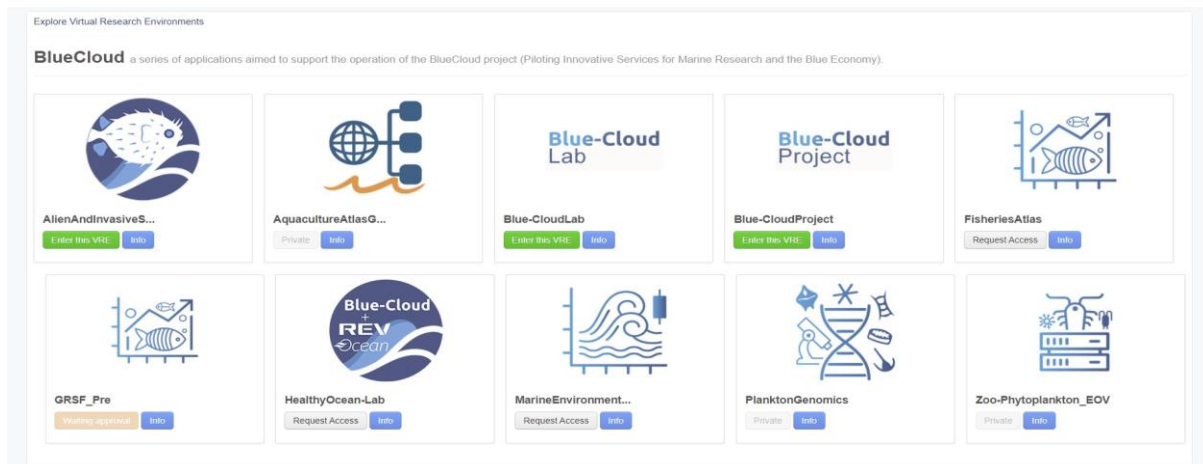 Explore Virtual Research Environments
BlueCloud a series of applications aimed to support the operation of the BlueCloud project (Piloting Innovative Services for Marine Research and the Blue Economy).
Blue-Cloud
Lab
Blue-Cloud
Project
AlienAndInvasiveS...
AquacultureAtlasG...
Blue-CloudLab
Blue-CloudProject
FisheriesAtlas
Enter this VRE Info
Private Info
Enter this VRE Info
Enter this VRE Info
Request Access Info
Blue-Cloud
+
REV
Ocean
GRSF_Pre
HealthyOcean-Lab
MarineEnvironment...
PlanktonGenomics
Zoo-Phytoplankton_EOV
Waiting approval Info
Request Access Info
Request Access Info
Private Info
Private Info